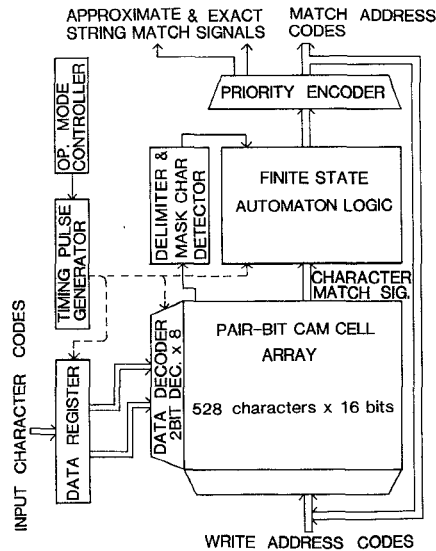 APPROXIMATE & EXACT
STRING MATCH SIGNALS
MATCH ADDRESS
CODES
PRIORITY ENCODER
OP. MODE
CONTROLLER
DELIMITER &
MASK CHAR
DETECTOR
FINITE STATE
AUTOMATON LOGIC
TIMING PULSE
GENERATOR
CHARACTER
MATCH SIG.
INPUT CHARACTER CODES
DATA REGISTER
DATA DECODER
2BIT DEC. x 8
PAIR-BIT CAM CELL
ARRAY
528 characters x 16 bits
WRITE ADDRESS CODES